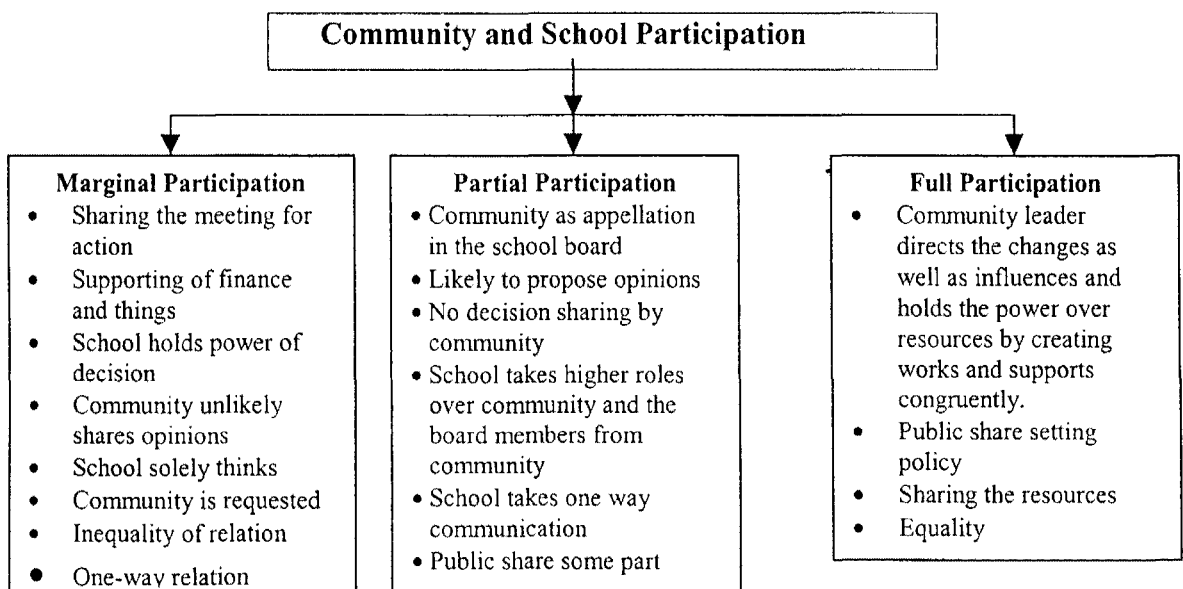 Community and School Participation
Marginal Participation
• Sharing the meeting for
action
• Supporting of finance
and things
• School holds power of
decision
• Community unlikely
shares opinions
• School solely thinks
• Community is requested
• Inequality of relation
• One-way relation
Partial Participation
• Community as appellation
in the school board
• Likely to propose opinions
• No decision sharing by
community
• School takes higher roles
over community and the
board members from
community
• School takes one way
communication
• Public share some part
Full Participation
• Community leader
directs the changes as
well as influences and
holds the power over
resources by creating
works and supports
congruently.
• Public share setting
policy
• Sharing the resources
• Equality